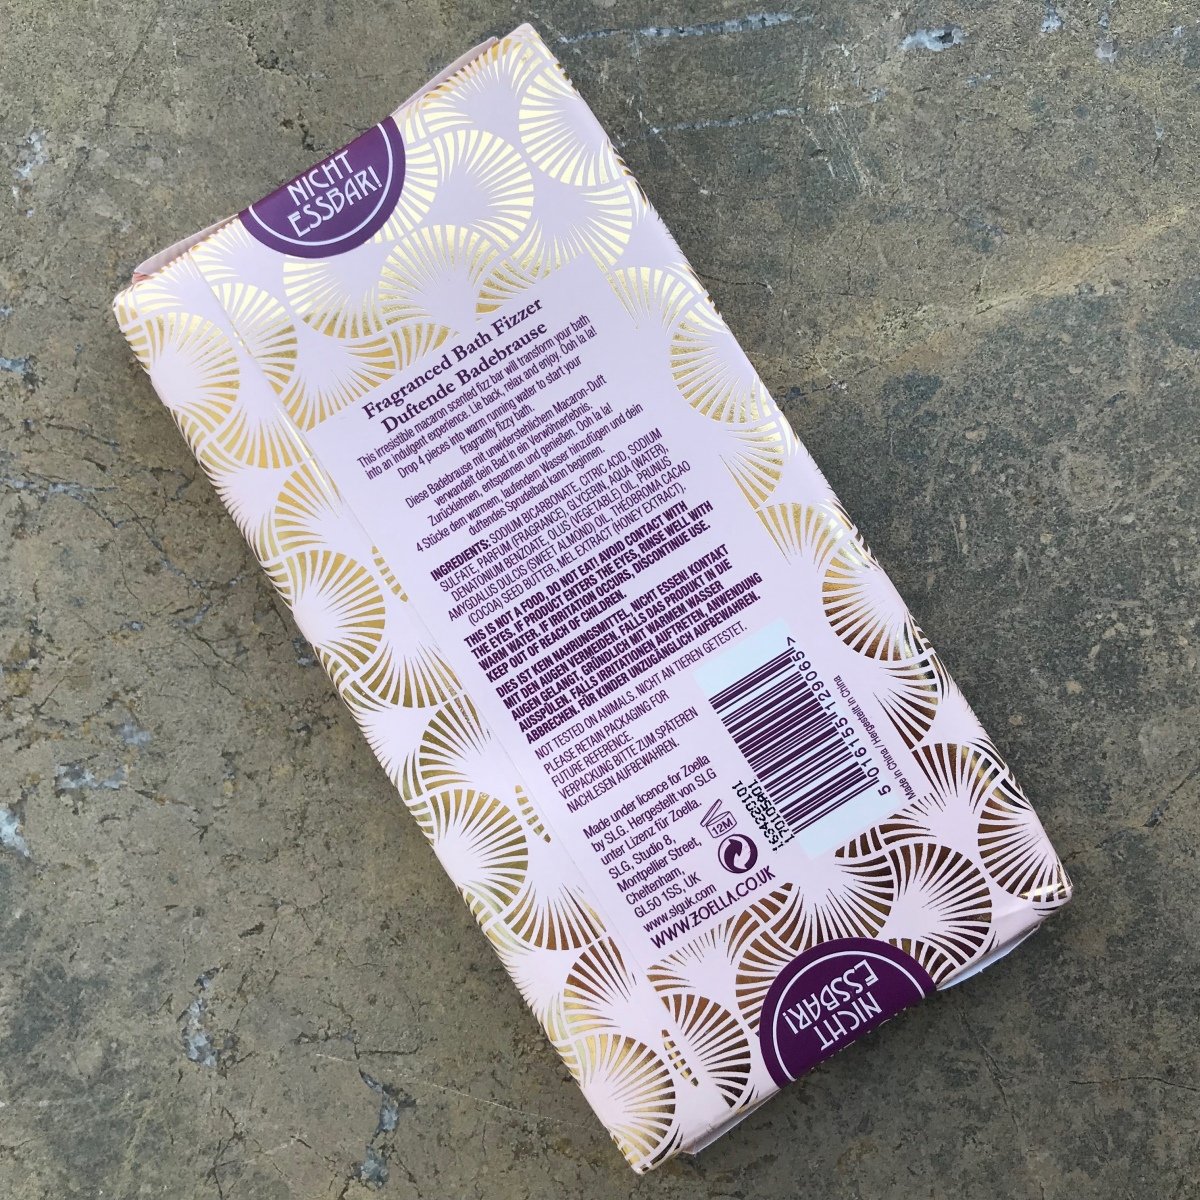 NICHT
ESSBAR!
Fragranced Bath Fizzer
Duftende Badebrause
This irresistible macaron scented fizz bar will transform your bath
into an indulgent experience. Lie back, relax and enjoy. Ooh la la!
Drop 4 pieces into warm running water to start your
fragrantly fizzy bath.
Diese Badebrause mit unwiderstehlichem Macaron-Duft
verwandelt dein Bad in ein Verwöhnerlebnis.
Zurücklehnen, entspannen und genießen. Ooh la la!
4 Stücke dem warmem, laufendem Wasser hinzufügen und dein
duftendes Sprudelbad kann beginnen.
INGREDIENTS: SODIUM BICARBONATE, CITRIC ACID, SODIUM
SULFATE, PARFUM (FRAGRANCE), GLYCERIN, AQUA (WATER),
DENATONIUM BENZOATE, OLUS (VEGETABLE) OIL, PRUNUS
AMYGDALUS DULCIS (SWEET ALMOND) OIL, THEOBROMA CACAO
(COCOA) SEED BUTTER, MEL EXTRACT (HONEY EXTRACT).
THIS IS NOT A FOOD, DO NOT EAT! AVOID CONTACT WITH
THE EYES. IF PRODUCT ENTERS THE EYES, RINSE WELL WITH
WARM WATER. IF IRRITATION OCCURS, DISCONTINUE USE.
KEEP OUT OF REACH OF CHILDREN.
DIES IST KEIN NAHRUNGSMITTEL, NICHT ESSEN! KONTAKT
MIT DEN AUGEN VERMEIDEN. FALLS DAS PRODUKT IN DIE
AUGEN GELANGT, GRÜNDLICH MIT WARMEM WASSER
AUSSPÜLEN. FALLS IRRITATIONEN AUFTRETEN, ANWENDUNG
ABBRECHEN. FÜR KINDER UNZUGÄNGLICH AUFBEWAHREN.
NOT TESTED ON ANIMALS. NICHT AN TIEREN GETESTET.
PLEASE RETAIN PACKAGING FOR
FUTURE REFERENCE.
VERPACKUNG BITTE ZUM SPÄTEREN
NACHLESEN AUFBEWAHREN.
Made under licence for Zoella
by SLG. Hergestellt von SLG
unter Lizenz für Zoella.
SLG, Studio 8,
Montpellier Street,
Cheltenham,
GL50 1SS, UK
www.slguk.com
WWW.ZOELLA.CO.UK
12M
5 016155 129065 >
Made in China / Hergestellt in China
NICHT
ESSBAR!